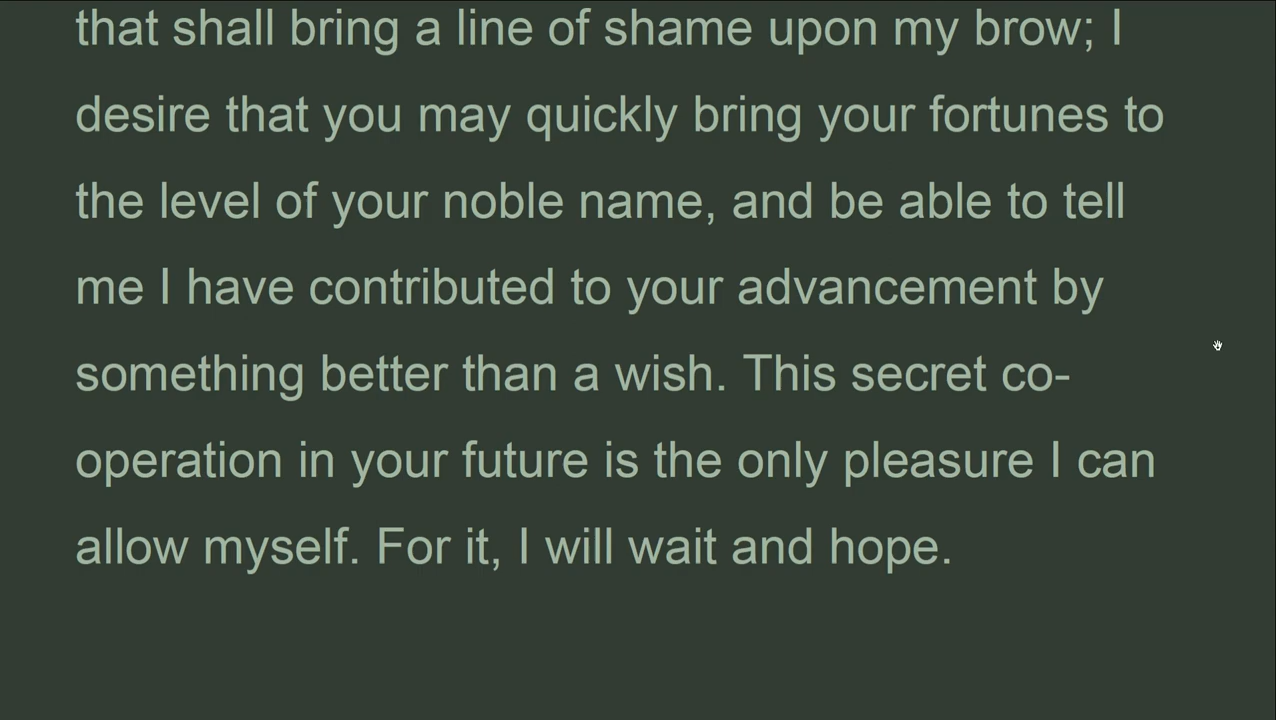 that shall bring a line of shame upon my brow; I
desire that you may quickly bring your fortunes to
the level of your noble name, and be able to tell
me I have contributed to your advancement by
something better than a wish. This secret co-
operation in your future is the only pleasure I can
allow myself. For it, I will wait and hope.